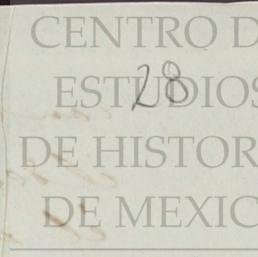 CENTRO D
ESTUDIOS
28
DE HISTOR
DE MEXIC